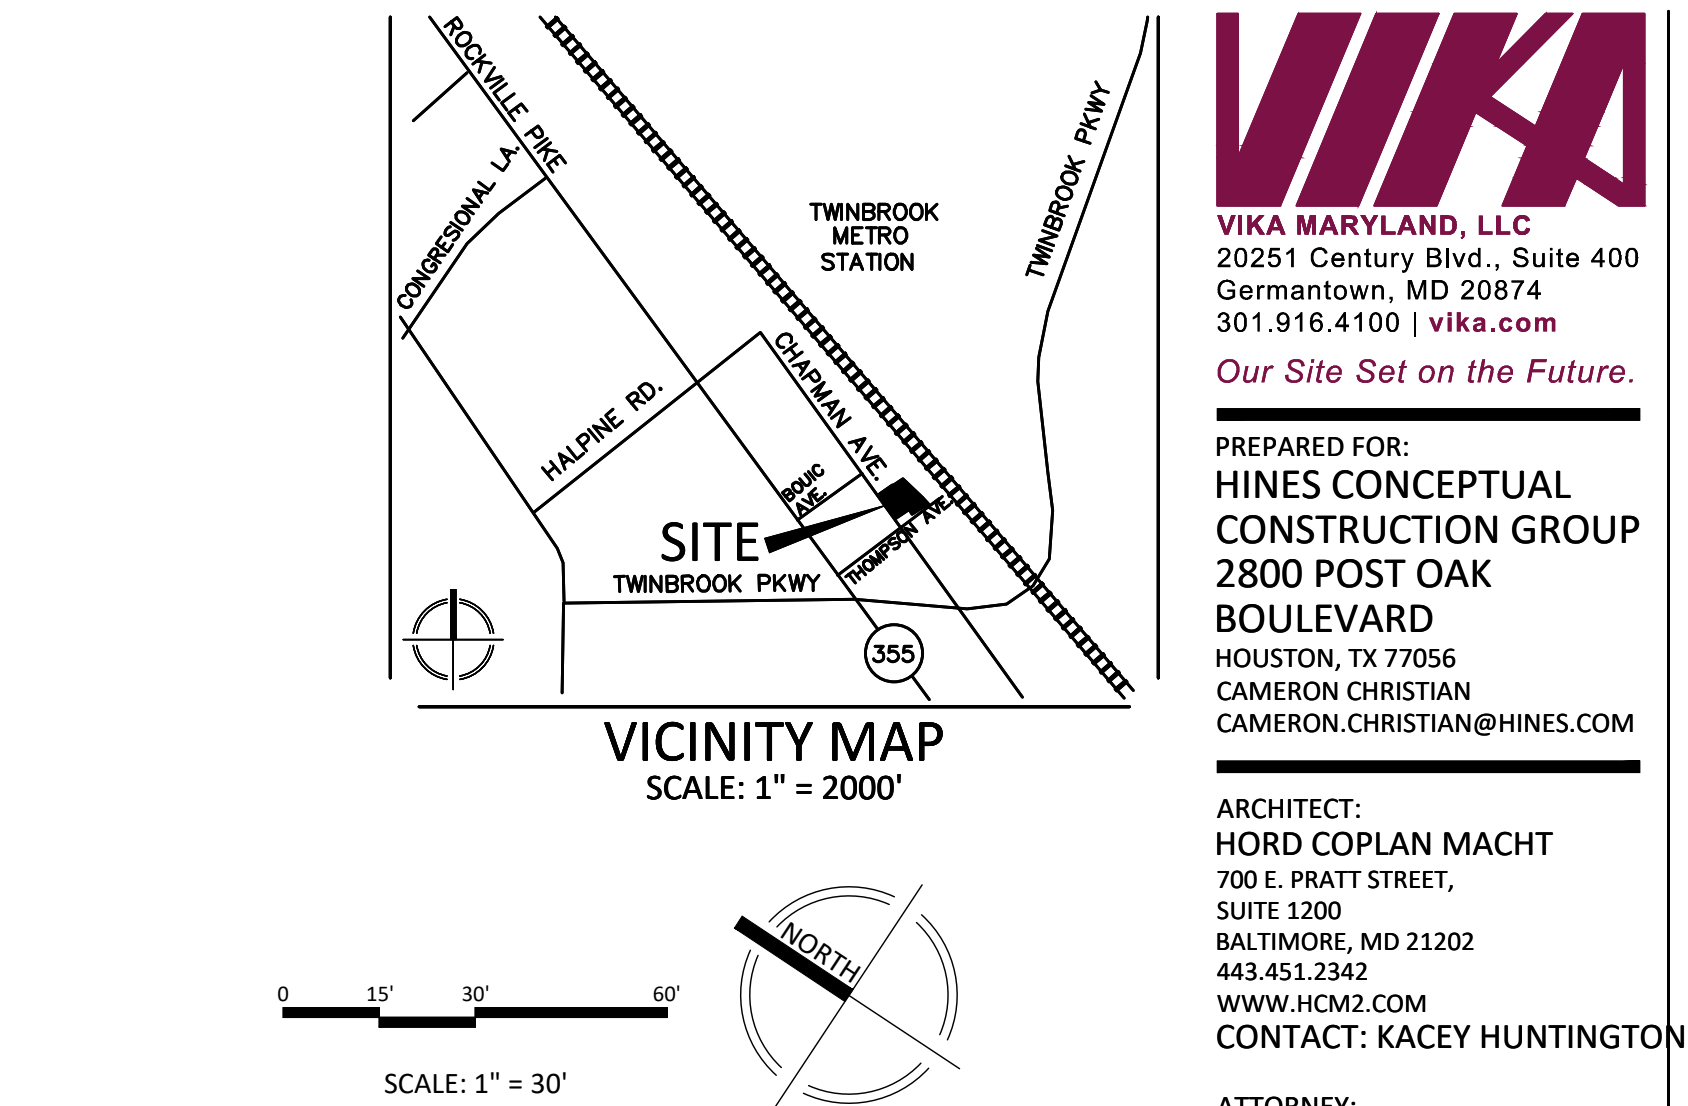 ROCKVILLE PIKE
CONGRESIONAL LA.
TWINBROOK
METRO
STATION
TWINBROOK PKWY
CHAPMAN AVE.
HALPINE RD.
BOUIC
AVE.
SITE
THOMPSON AVE.
TWINBROOK PKWY
355
VICINITY MAP
SCALE: 1" = 2000'
0 15' 30' 60'
SCALE: 1" = 30'
NORTH
VIKA
VIKA MARYLAND, LLC
20251 Century Blvd., Suite 400
Germantown, MD 20874
301.916.4100 | vika.com
Our Site Set on the Future.
PREPARED FOR:
HINES CONCEPTUAL
CONSTRUCTION GROUP
2800 POST OAK
BOULEVARD
HOUSTON, TX 77056
CAMERON CHRISTIAN
CAMERON.CHRISTIAN@HINES.COM
ARCHITECT:
HORD COPLAN MACHT
700 E. PRATT STREET,
SUITE 1200
BALTIMORE, MD 21202
443.451.2342
WWW.HCM2.COM
CONTACT: KACEY HUNTINGTON
ATTORNEY: